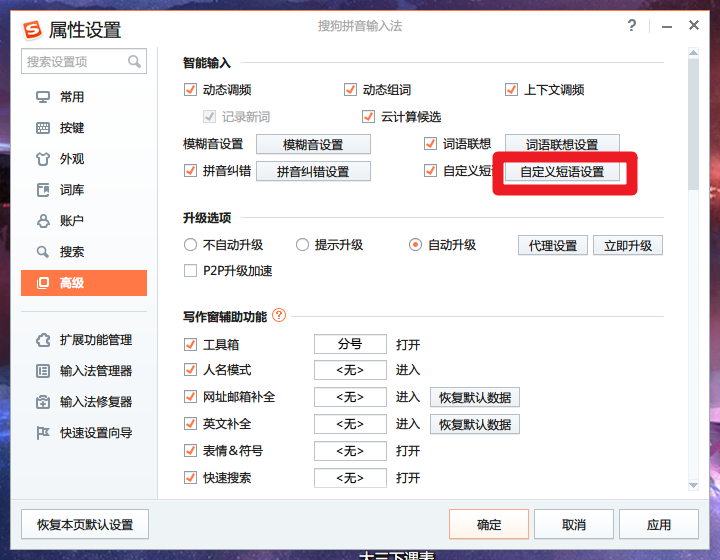 S 属性设置
搜狗拼音输入法
?
搜索设置项
常用
按键
外观
词库
账户
搜索
高级
扩展功能管理
输入法管理器
输入法修复器
快速设置向导
智能输入
动态调频 动态组词 上下文调频
记录新词 云计算候选
模糊音设置 模糊音设置 词语联想 词语联想设置
拼音纠错 拼音纠错设置 自定义短语 自定义短语设置
升级选项
不自动升级 提示升级 自动升级 代理设置 立即升级
P2P升级加速
写作窗辅助功能 ?
工具箱 分号 打开
人名模式 <无> 进入
网址邮箱补全 <无> 进入 恢复默认数据
英文补全 <无> 进入 恢复默认数据
表情&符号 <无> 打开
快速搜索 <无> 打开
恢复本页默认设置 确定 取消 应用
大三下课表